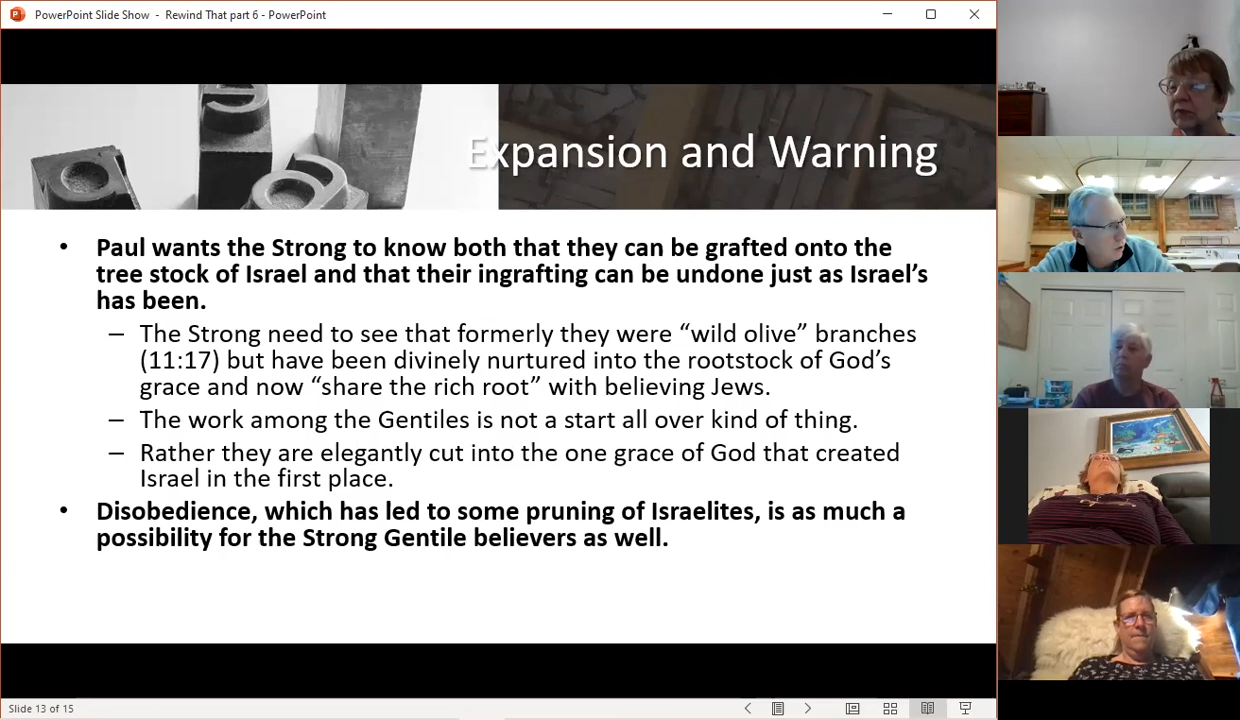 PowerPoint Slide Show - Rewind That part 6 - PowerPoint
Expansion and Warning
• Paul wants the Strong to know both that they can be grafted onto the
tree stock of Israel and that their ingrafting can be undone just as Israel’s
has been.
– The Strong need to see that formerly they were “wild olive” branches
(11:17) but have been divinely nurtured into the rootstock of God’s
grace and now “share the rich root” with believing Jews.
– The work among the Gentiles is not a start all over kind of thing.
– Rather they are elegantly cut into the one grace of God that created
Israel in the first place.
• Disobedience, which has led to some pruning of Israelites, is as much a
possibility for the Strong Gentile believers as well.
Slide 13 of 15